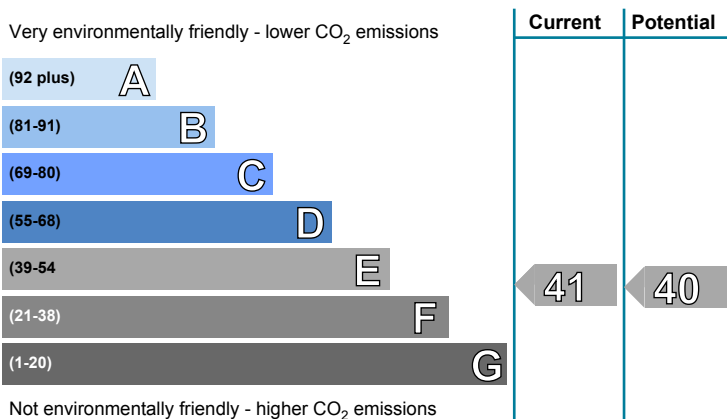 Very environmentally friendly - lower CO2 emissions
Current Potential
(92 plus) A
(81-91) B
(69-80) C
(55-68) D
(39-54 E
41 40
(21-38) F
(1-20) G
Not environmentally friendly - higher CO2 emissions